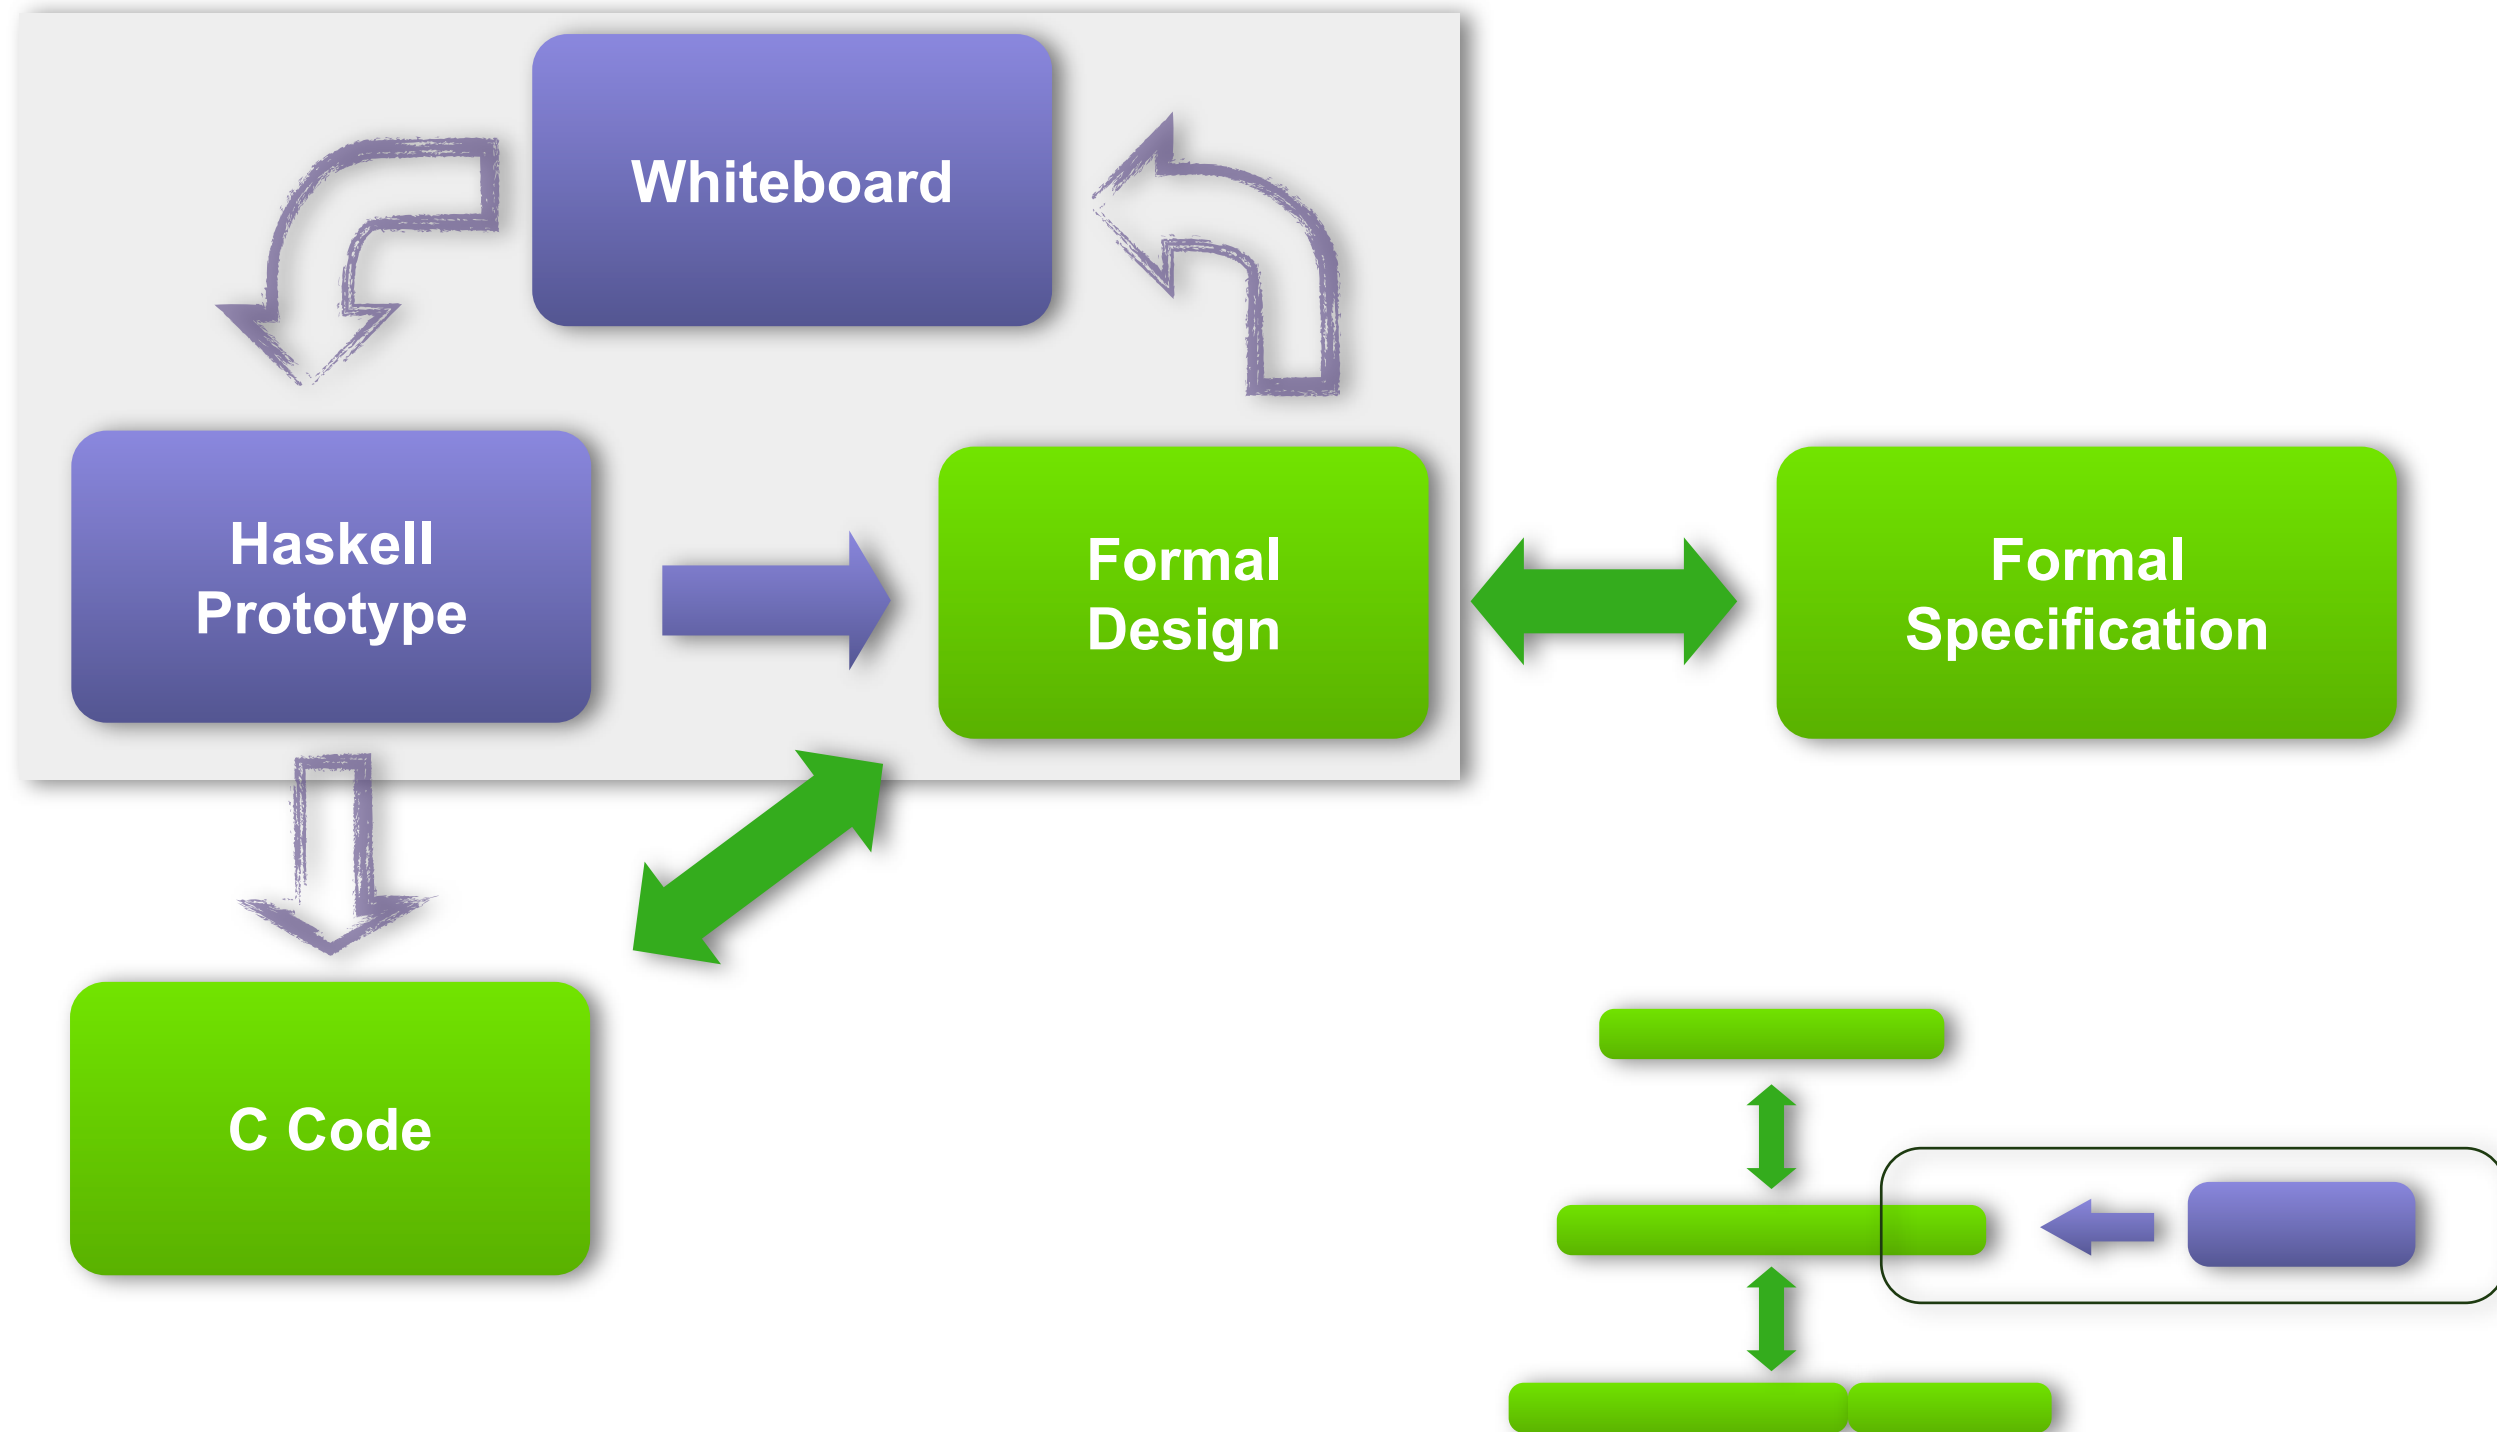 Whiteboard
Haskell
Prototype
Formal
Design
Formal
Specification
C Code